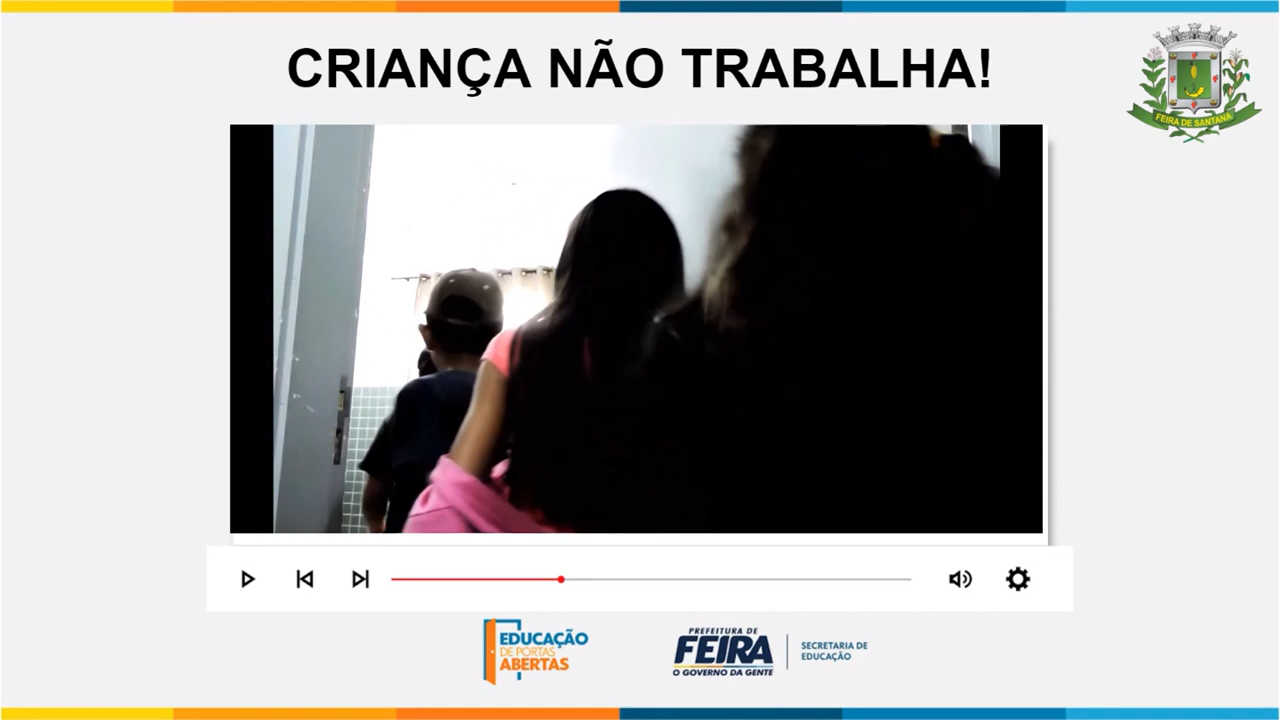 CRIANÇA NÃO TRABALHA!
FEIRA DE SANTANA
EDUCAÇÃO
DE PORTAS
ABERTAS
PREFEITURA DE
FEIRA
O GOVERNO DA GENTE
SECRETARIA DE
EDUCAÇÃO